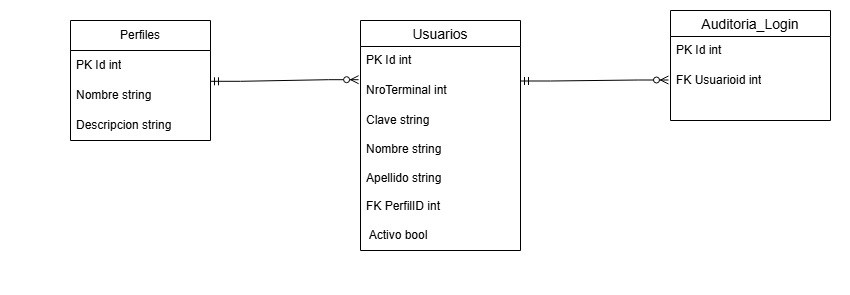 Perfiles
PK Id int
Nombre string
Descripcion string
Usuarios
PK Id int
NroTerminal int
Clave string
Nombre string
Apellido string
FK PerfilID int
Activo bool
Auditoria_Login
PK Id int
FK Usuarioid int